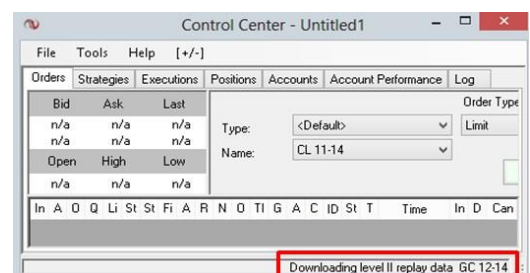 Control Center - Untitled1
File Tools Help [+/-]
Orders Strategies Executions Positions Accounts Account Performance Log
Bid Ask Last Order Type
n/a n/a n/a Type: <Default> Limit
n/a n/a n/a
Open High Low Name: CL 11-14
n/a n/a n/a
In A O Q Li St St Fi A R N O TI G A C ID St T Time In D Can
Downloading level II replay data GC 12-14